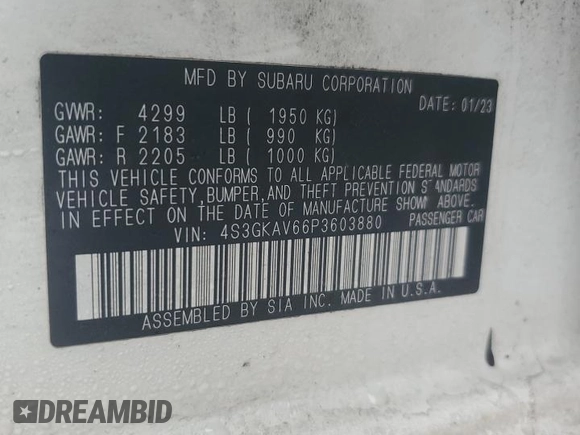 MFD BY SUBARU CORPORATION
GVWR: 4299 LB ( 1950 KG) DATE: 01/23
GAWR: F 2183 LB ( 990 KG)
GAWR: R 2205 LB ( 1000 KG)
THIS VEHICLE CONFORMS TO ALL APPLICABLE FEDERAL MOTOR
VEHICLE SAFETY,BUMPER,AND THEFT PREVENTION STANDARDS
IN EFFECT ON THE DATE OF MANUFACTURE SHOWN ABOVE.
VIN: 4S3GKAV66P3603880 PASSENGER CAR
ASSEMBLED BY SIA INC. MADE IN U.S.A.
DREAMBID